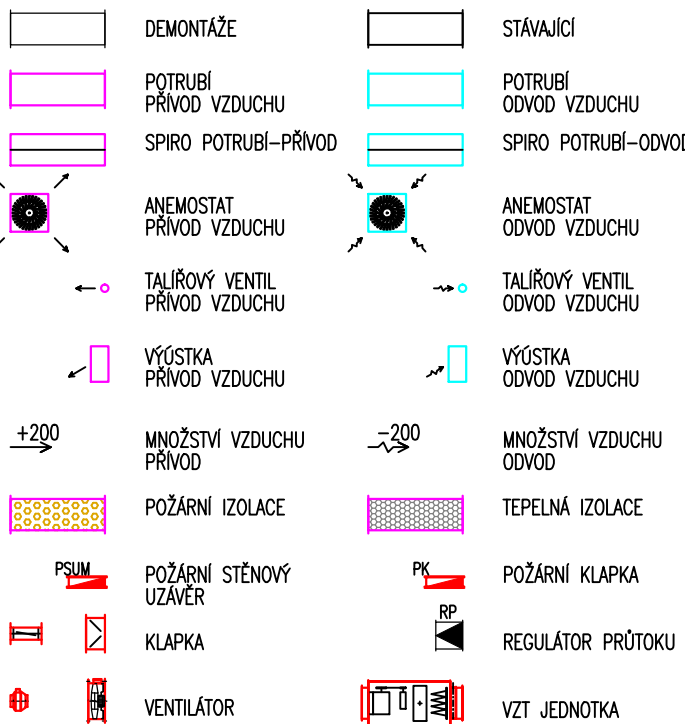 DEMONTÁŽE
STÁVAJÍCÍ
POTRUBÍ
PŘÍVOD VZDUCHU
POTRUBÍ
ODVOD VZDUCHU
SPIRO POTRUBÍ-PŘÍVOD
SPIRO POTRUBÍ-ODVOD
ANEMOSTAT
PŘÍVOD VZDUCHU
ANEMOSTAT
ODVOD VZDUCHU
TALÍŘOVÝ VENTIL
PŘÍVOD VZDUCHU
TALÍŘOVÝ VENTIL
ODVOD VZDUCHU
VÝÚSTKA
PŘÍVOD VZDUCHU
VÝÚSTKA
ODVOD VZDUCHU
+200
MNOŽSTVÍ VZDUCHU
PŘÍVOD
-200
MNOŽSTVÍ VZDUCHU
ODVOD
POŽÁRNÍ IZOLACE
TEPELNÁ IZOLACE
PSUM
POŽÁRNÍ STĚNOVÝ
UZÁVĚR
PK
POŽÁRNÍ KLAPKA
KLAPKA
RP
REGULÁTOR PRŮTOKU
VENTILÁTOR
VZT JEDNOTKA